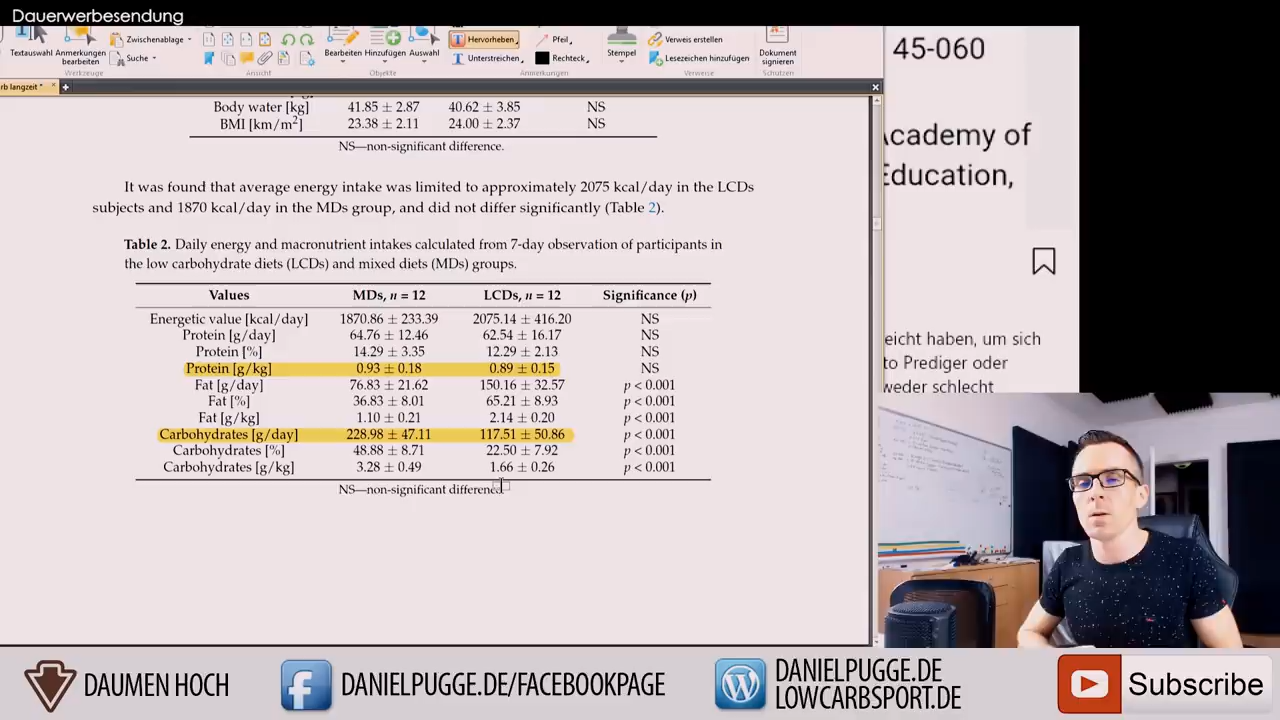 Dauerwerbesendung
Textauswahl
Anmerkungen
bearbeiten
Zwischenablage
Suche
Werkzeuge
Ansicht
Bearbeiten
Hinzufügen
Auswahl
Objekte
Hervorheben
Unterstreichen
Pfeil
Rechteck
Anmerkungen
Stempel
Verweis erstellen
Lesezeichen hinzufügen
Verweise
Dokument
signieren
Schützen
rb langzeit *
Body water [kg] 41.85 ± 2.87 40.62 ± 3.85 NS
BMI [km/m2] 23.38 ± 2.11 24.00 ± 2.37 NS
NS—non-significant difference.
It was found that average energy intake was limited to approximately 2075 kcal/day in the LCDs
subjects and 1870 kcal/day in the MDs group, and did not differ significantly (Table 2).
Table 2. Daily energy and macronutrient intakes calculated from 7-day observation of participants in
the low carbohydrate diets (LCDs) and mixed diets (MDs) groups.
Values MDs, n = 12 LCDs, n = 12 Significance (p)
Energetic value [kcal/day] 1870.86 ± 233.39 2075.14 ± 416.20 NS
Protein [g/day] 64.76 ± 12.46 62.54 ± 16.17 NS
Protein [%] 14.29 ± 3.35 12.29 ± 2.13 NS
Protein [g/kg] 0.93 ± 0.18 0.89 ± 0.15 NS
Fat [g/day] 76.83 ± 21.62 150.16 ± 32.57 p < 0.001
Fat [%] 36.83 ± 8.01 65.21 ± 8.93 p < 0.001
Fat [g/kg] 1.10 ± 0.21 2.14 ± 0.20 p < 0.001
Carbohydrates [g/day] 228.98 ± 47.11 117.51 ± 50.86 p < 0.001
Carbohydrates [%] 48.88 ± 8.71 22.50 ± 7.92 p < 0.001
Carbohydrates [g/kg] 3.28 ± 0.49 1.66 ± 0.26 p < 0.001
NS—non-significant difference.
45-060
Academy of
Education,
eicht haben, um sich
to Prediger oder
weder schlecht
DAUMEN HOCH
f
DANIELPUGGE.DE/FACEBOOKPAGE
W
DANIELPUGGE.DE
LOWCARBSPORT.DE
Subscribe